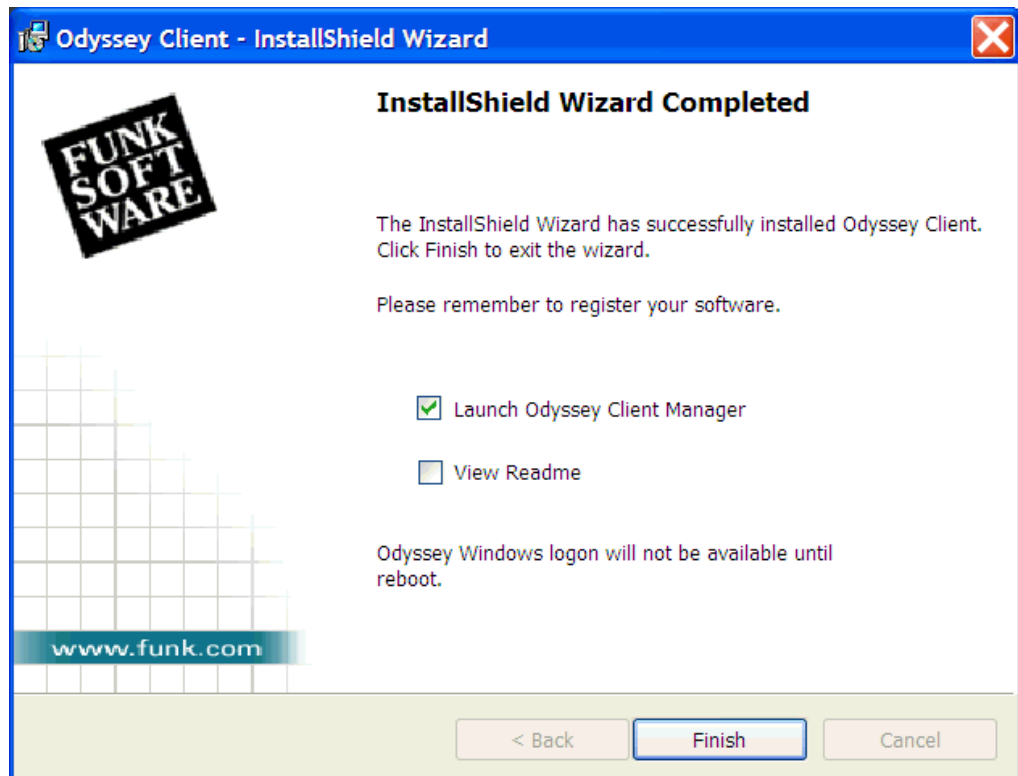 Odyssey Client - InstallShield Wizard
FUNK
SOFT
WARE
InstallShield Wizard Completed
The InstallShield Wizard has successfully installed Odyssey Client.
Click Finish to exit the wizard.
Please remember to register your software.
Launch Odyssey Client Manager
View Readme
Odyssey Windows logon will not be available until
reboot.
www.funk.com
< Back
Finish
Cancel